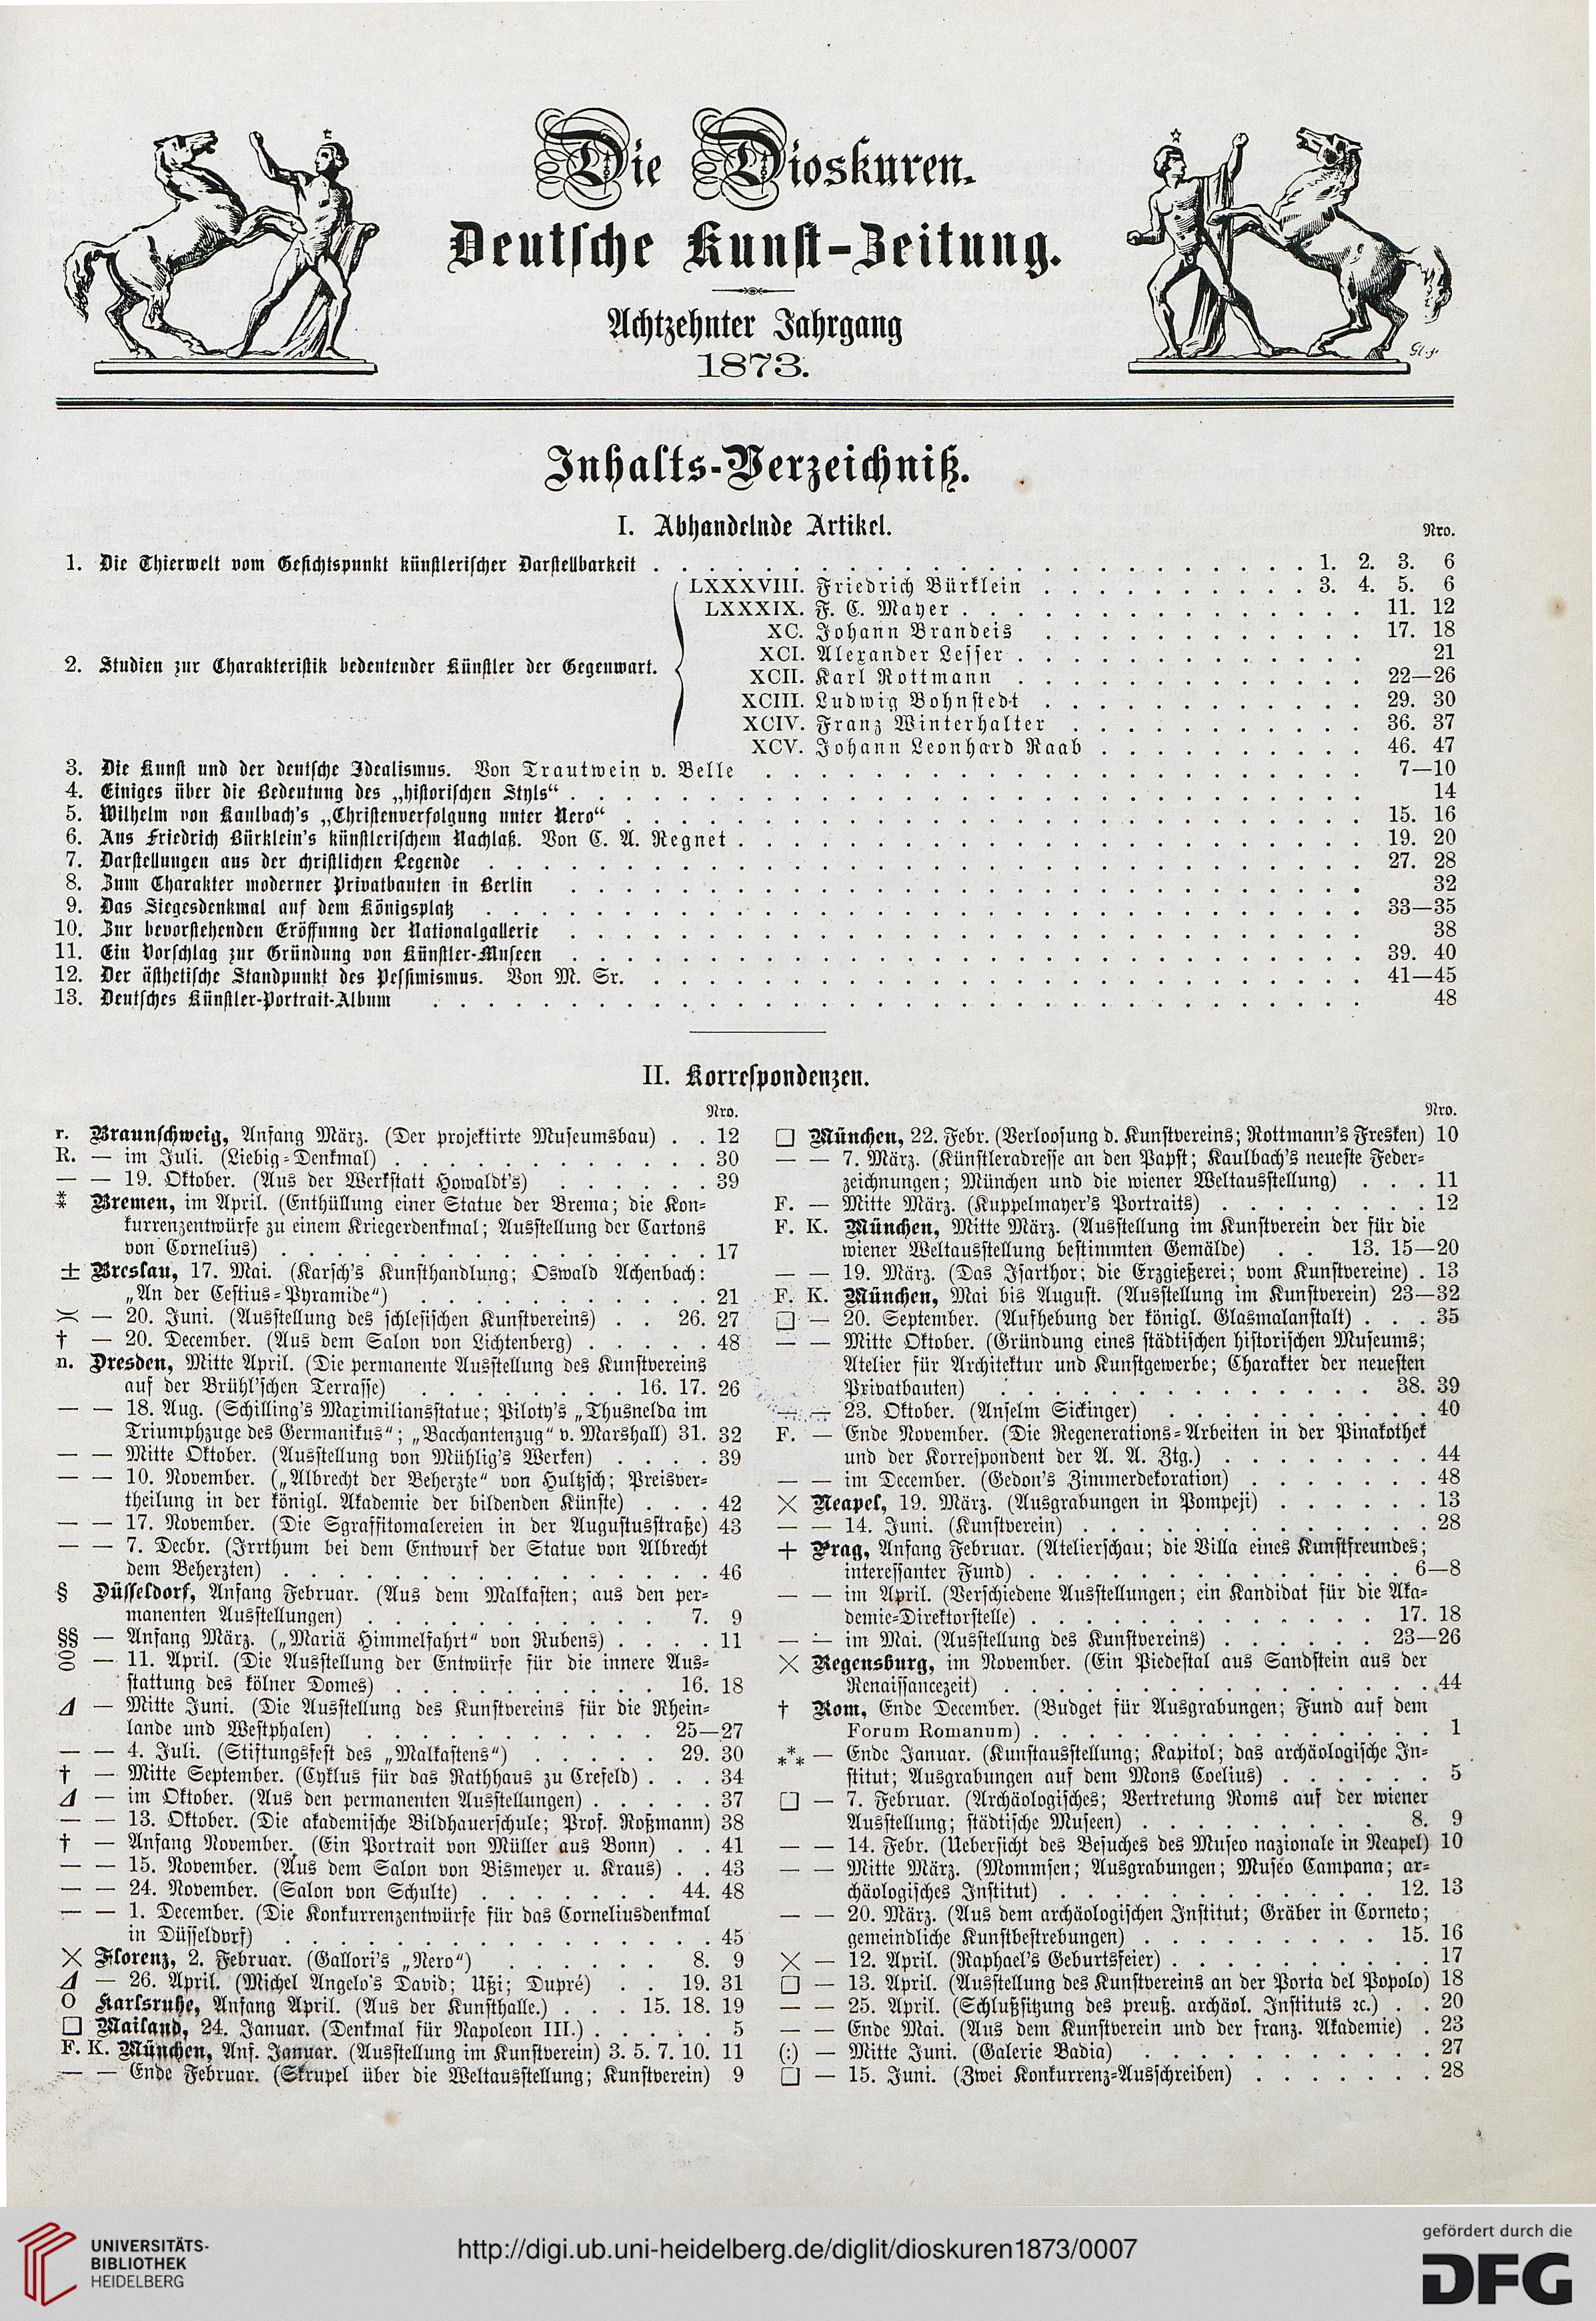 Die Dioskuren.
Deutsche Kunst-Zeitung.
Achtzehnter Jahrgang
1873.
Inhalts-Verzeichniß.
I. Abhandelnde Artikel.
Nro.
1. Die Thierwelt vom Gesichtspunkt künstlerischer Darstellbarkeit . . . 1. 2. 3. 6
2. Studien zur Charakteristik bedeutender Künstler der Gegenwart.
LXXXVIII. Friedrich Bürklein . . . 3. 4. 5. 6
LXXXIX. F. C. Mayer . . . 11. 12
XC. Johann Brandeis . . . 17. 18
XCI. Alexander Lesser . . . 21
XCII. Karl Rottmann . . . 22—26
XCIII. Ludwig Bohnstedt . . . 29. 30
XCIV. Franz Winterhalter . . . 36. 37
XCV. Johann Leonhard Raab . . . 46. 47
3. Die Kunst und der deutsche Idealismus. Von Trautwein v. Belle . . . 7—10
4. Einiges über die Bedeutung des „historischen Styls“ . . . 14
5. Wilhelm von Kaulbach's „Christenverfolgung unter Nero“ . . . 15. 16
6. Aus Friedrich Bürklein's künstlerischem Nachlaß. Von C. A. Regnet . . . 19. 20
7. Darstellungen aus der christlichen Legende . . . 27. 28
8. Zum Charakter moderner Privatbauten in Berlin . . . 32
9. Das Siegesdenkmal auf dem Königsplatz . . . 33—35
10. Zur bevorstehenden Eröffnung der Nationalgallerie . . . 38
11. Ein Vorschlag zur Gründung von Künstler-Museen . . . 39. 40
12. Der ästhetische Standpunkt des Pessimismus. Von M. Sr. . . . 41—45
13. Deutsches Künstler-Portrait-Album . . . 48
II. Korrespondenzen.
Nro.
r. Braunschweig, Anfang März. (Der projektirte Museumsbau) . . 12
R. — im Juli. (Liebig-Denkmal) . . . 30
— — 19. Oktober. (Aus der Werkstatt Howaldt's) . . . 39
⁑ Bremen, im April. (Enthüllung einer Statue der Brema; die Kon-
kurrenzentwürfe zu einem Kriegerdenkmal; Ausstellung der Cartons
von Cornelius) . . . 17
± Breslau, 17. Mai. (Karsch's Kunsthandlung; Oswald Achenbach:
„An der Cestius-Pyramide“) . . . 21
≍ — 20. Juni. (Ausstellung des schlesischen Kunstvereins) . . 26. 27
† — 20. December. (Aus dem Salon von Lichtenberg) . . . 48
n. Dresden, Mitte April. (Die permanente Ausstellung des Kunstvereins
auf der Brühl'schen Terrasse) . . . 16. 17. 26
— — 18. Aug. (Schilling's Maximiliansstatue; Piloty's „Thusnelda im
Triumphzuge des Germanikus“; „Bacchantenzug“ v. Marshall) 31. 32
— — Mitte Oktober. (Ausstellung von Mühlig's Werken) . . . 39
— — 10. November. („Albrecht der Beherzte“ von Hultzsch; Preisver-
theilung in der königl. Akademie der bildenden Künste) . . . 42
— — 17. November. (Die Sgraffitomalereien in der Augustusstraße) 43
— — 7. Decbr. (Irrthum bei dem Entwurf der Statue von Albrecht
dem Beherzten) . . . 46
§ Düsseldorf, Anfang Februar. (Aus dem Malkasten; aus den per-
manenten Ausstellungen) . . . 7. 9
§§ — Anfang März. („Mariä Himmelfahrt“ von Rubens) . . . 11
— 11. April. (Die Ausstellung der Entwürfe für die innere Aus-
stattung des kölner Domes) . . . 16. 18
⊿ — Mitte Juni. (Die Ausstellung des Kunstvereins für die Rhein-
lande und Westphalen) . . . 25—27
— — 4. Juli. (Stiftungsfest des „Malkastens“) . . . 29. 30
† — Mitte September. (Cyklus für das Rathhaus zu Crefeld) . . . 34
⊿ — im Oktober. (Aus den permanenten Ausstellungen) . . . 37
— — 13. Oktober. (Die akademische Bildhauerschule; Prof. Roßmann) 38
† — Anfang November. (Ein Portrait von Müller aus Bonn) . . 41
— — 15. November. (Aus dem Salon von Bismeyer u. Kraus) . . 43
— — 24. November. (Salon von Schulte) . . . 44. 48
— — 1. December. (Die Konkurrenzentwürfe für das Corneliusdenkmal
in Düsseldorf) . . . 45
✕ Florenz, 2. Februar. (Gallori's „Nero“) . . . 8. 9
⊿ — 26. April. (Michel Angelo's David; Ußi; Dupré) . . 19. 31
O Karlsruhe, Anfang April. (Aus der Kunsthalle.) . . . 15. 18. 19
□ Mailand, 24. Januar. (Denkmal für Napoleon III.) . . . 5
F. K. München, Anf. Januar. (Ausstellung im Kunstverein) 3. 5. 7. 10. 11
— — Ende Februar. (Skrupel über die Weltausstellung; Kunstverein) 9
Nro.
□ München, 22. Febr. (Verloosung d. Kunstvereins; Rottmann's Fresken) 10
— — 7. März. (Künstleradresse an den Papst; Kaulbach's neueste Feder-
zeichnungen; München und die wiener Weltausstellung) . . . 11
F. — Mitte März. (Kuppelmayer's Portraits) . . . 12
F. K. München, Mitte März. (Ausstellung im Kunstverein der für die
wiener Weltausstellung bestimmten Gemälde) . . 13. 15—20
— — 19. März. (Das Isarthor; die Erzgießerei; vom Kunstvereine) . 13
F. K. München, Mai bis August. (Ausstellung im Kunstverein) 23—32
□ — 20. September. (Aufhebung der königl. Glasmalanstalt) . . . 35
— — Mitte Oktober. (Gründung eines städtischen historischen Museums;
Atelier für Architektur und Kunstgewerbe; Charakter der neuesten
Privatbauten) . . . 38. 39
— — 23. Oktober. (Anselm Sickinger) . . . 40
F. — Ende November. (Die Regenerations-Arbeiten in der Pinakothek
und der Korrespondent der A. A. Ztg.) . . . 44
— — im December. (Gedon's Zimmerdekoration) . . . 48
✕ Neapel, 19. März. (Ausgrabungen in Pompeji) . . . 13
— — 14. Juni. (Kunstverein) . . . 28
+ Prag, Anfang Februar. (Atelierschau; die Villa eines Kunstfreundes;
interessanter Fund) . . . 6—8
— — im April. (Verschiedene Ausstellungen; ein Kandidat für die Aka-
demie-Direktorstelle) . . . 17. 18
— — im Mai. (Ausstellung des Kunstvereins) . . . 23—26
✕ Regensburg, im November. (Ein Piedestal aus Sandstein aus der
Renaissancezeit) . . . 44
† Rom, Ende December. (Budget für Ausgrabungen; Fund auf dem
Forum Romanum) . . . 1
⁂ — Ende Januar. (Kunstausstellung; Kapitol; das archäologische In-
stitut; Ausgrabungen auf dem Mons Coelius) . . . 5
□ — 7. Februar. (Archäologisches; Vertretung Roms auf der wiener
Ausstellung; städtische Museen) . . . 8. 9
— — 14. Febr. (Uebersicht des Besuches des Museo nazionale in Neapel) 10
— — Mitte März. (Mommsen; Ausgrabungen; Muséo Campana; ar-
chäologisches Institut) . . . 12. 13
— — 20. März. (Aus dem archäologischen Institut; Gräber in Corneto;
gemeindliche Kunstbestrebungen) . . . 15. 16
✕ — 12. April. (Raphael's Geburtsfeier) . . . 17
□ — 13. April. (Ausstellung des Kunstvereins an der Porta del Popolo) 18
— — 25. April. (Schlußsitzung des preuß. archäol. Instituts ꝛc.) . . 20
— — Ende Mai. (Aus dem Kunstverein und der franz. Akademie) . 23
(:) — Mitte Juni. (Galerie Badia) . . . 27
□ — 15. Juni. (Zwei Konkurrenz-Ausschreiben) . . . 28
UNIVERSITÄTS-
BIBLIOTHEK
HEIDELBERG
http://digi.ub.uni-heidelberg.de/diglit/dioskuren1873/0007
gefördert durch die
DFG